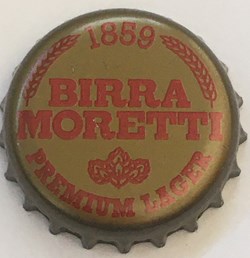 1859
BIRRA
MORETTI
PREMIUM LAGER